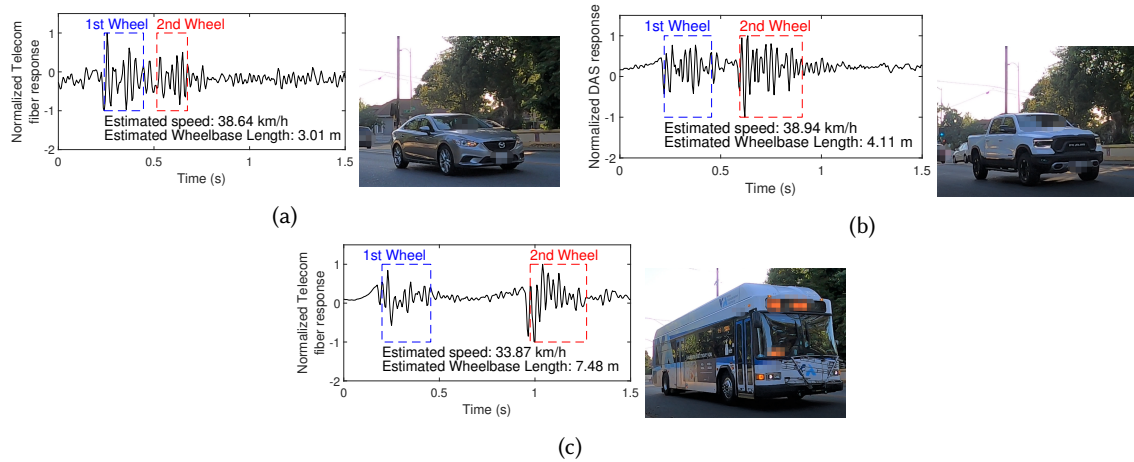 1st Wheel 2nd Wheel
Normalized Telecom
fiber response
1
0
-1
-2
Estimated speed: 38.64 km/h
Estimated Wheelbase Length: 3.01 m
0 0.5 1 1.5
Time (s)
(a)
1st Wheel 2nd Wheel
Normalized DAS response
1
0
-1
-2
Estimated speed: 38.94 km/h
Estimated Wheelbase Length: 4.11 m
0 0.5 1 1.5
Time (s)
(b)
1st Wheel 2nd Wheel
Normalized Telecom
fiber response
1
0
-1
-2
Estimated speed: 33.87 km/h
Estimated Wheelbase Length: 7.48 m
0 0.5 1 1.5
Time (s)
(c)